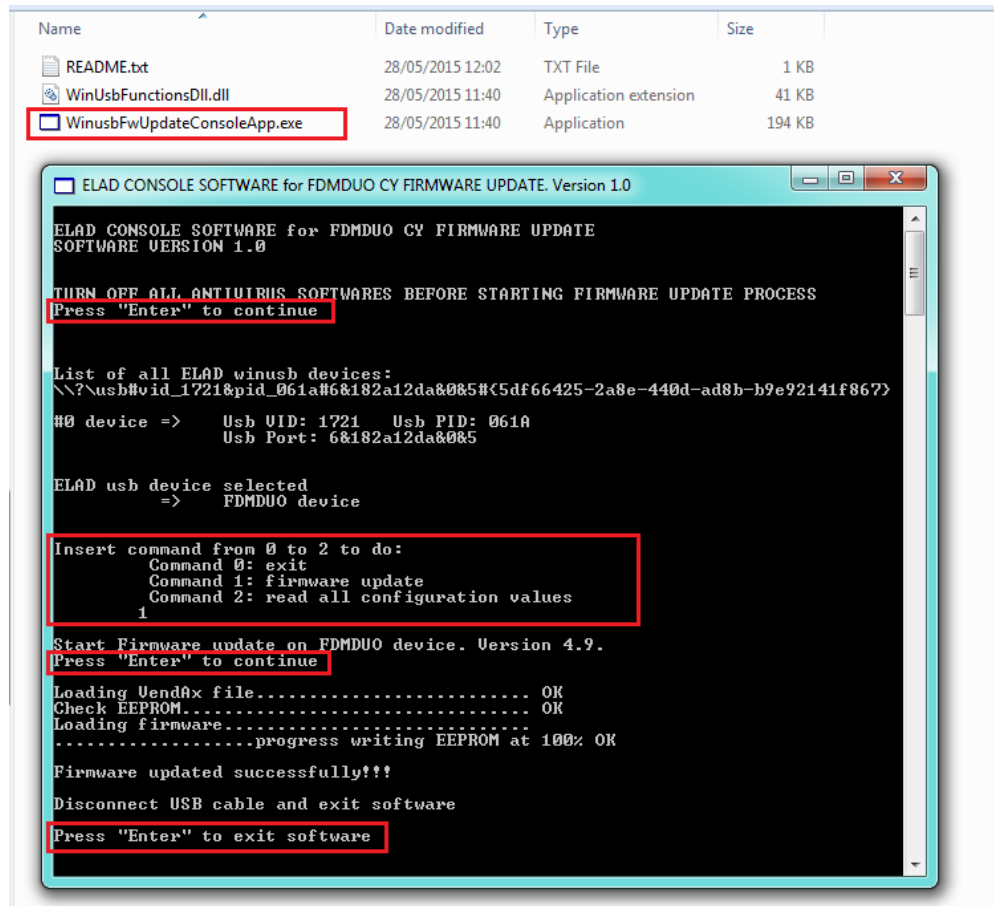 Name Date modified Type Size
README.txt 28/05/2015 12:02 TXT File 1 KB
WinUsbFunctionsDll.dll 28/05/2015 11:40 Application extension 41 KB
WinusbFwUpdateConsoleApp.exe 28/05/2015 11:40 Application 194 KB
ELAD CONSOLE SOFTWARE for FDMDUO CY FIRMWARE UPDATE. Version 1.0
ELAD CONSOLE SOFTWARE for FDMDUO CY FIRMWARE UPDATE
SOFTWARE VERSION 1.0
TURN OFF ALL ANTIVIRUS SOFTWARES BEFORE STARTING FIRMWARE UPDATE PROCESS
Press "Enter" to continue
List of all ELAD winusb devices:
\\?\usb#vid_1721&pid_061a#6&182a12da&0&5#{5df66425-2a8e-440d-ad8b-b9e92141f867}
#0 device => Usb VID: 1721 Usb PID: 061A
Usb Port: 6&182a12da&0&5
ELAD usb device selected
=> FDMDUO device
Insert command from 0 to 2 to do:
Command 0: exit
Command 1: firmware update
Command 2: read all configuration values
1
Start Firmware update on FDMDUO device. Version 4.9.
Press "Enter" to continue
Loading VendAx file.......................... OK
Check EEPROM................................. OK
Loading firmware.............................
...................progress writing EEPROM at 100% OK
Firmware updated successfully!!!
Disconnect USB cable and exit software
Press "Enter" to exit software